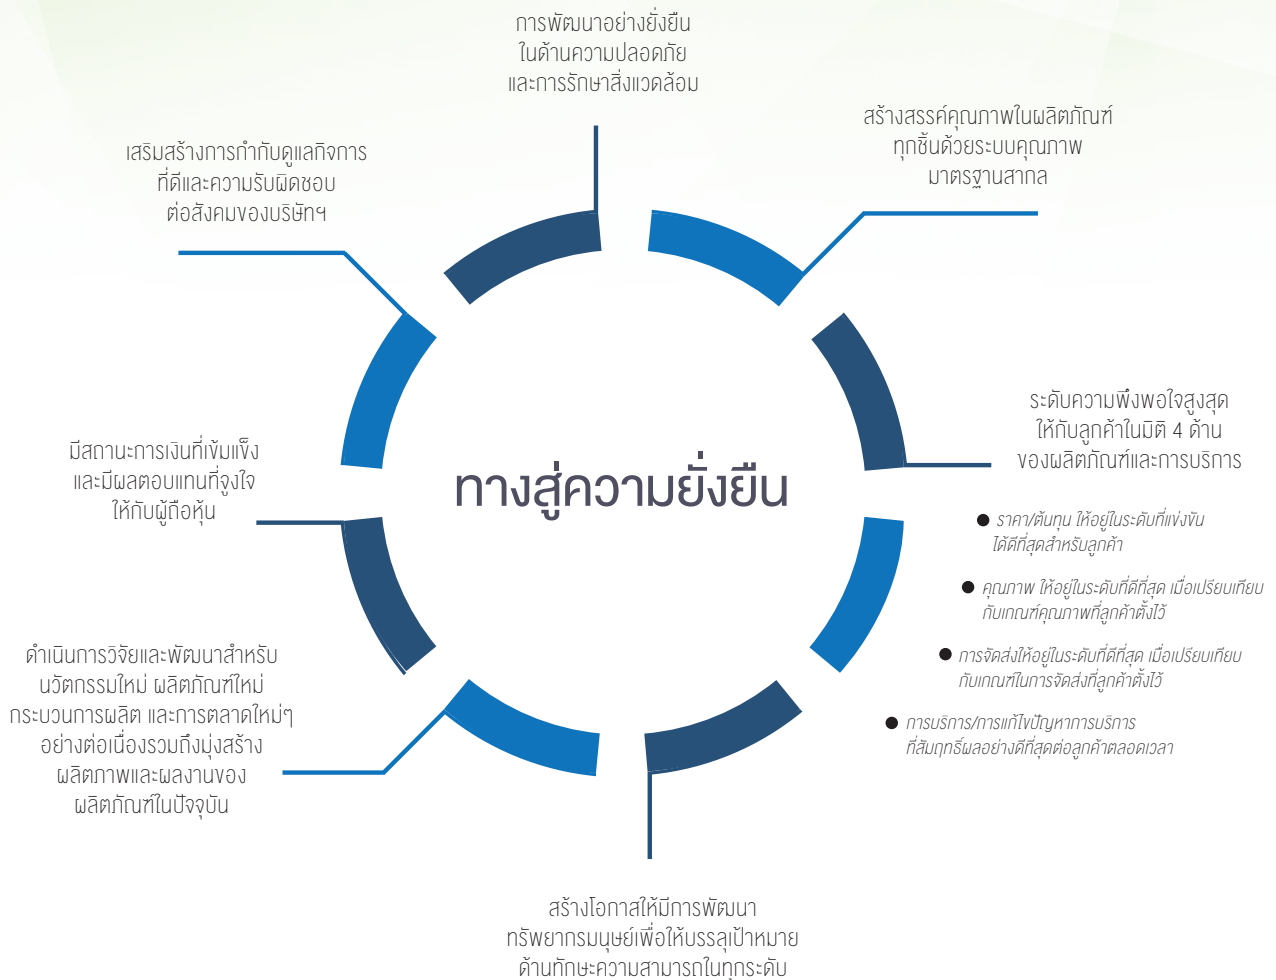 การพัฒนาอย่างยั่งยืน
ในด้านความปลอดภัย
และการรักษาสิ่งแวดล้อม
สร้างสรรค์คุณภาพในผลิตภัณฑ์
ทุกชิ้นด้วยระบบคุณภาพ
มาตรฐานสากล
เสริมสร้างการกำกับดูแลกิจการ
ที่ดีและความรับผิดชอบ
ต่อสังคมของบริษัทฯ
ระดับความพึงพอใจสูงสุด
ให้กับลูกค้าในมิติ 4 ด้าน
ของผลิตภัณฑ์และการบริการ
● ราคา/ต้นทุน ให้อยู่ในระดับที่แข่งขัน
ได้ดีที่สุดสำหรับลูกค้า
● คุณภาพ ให้อยู่ในระดับที่ดีที่สุด เมื่อเปรียบเทียบ
กับเกณฑ์คุณภาพที่ลูกค้าตั้งไว้
● การจัดส่งให้อยู่ในระดับที่ดีที่สุด เมื่อเปรียบเทียบ
กับเกณฑ์ในการจัดส่งที่ลูกค้าตั้งไว้
● การบริการ/การแก้ไขปัญหาการบริการ
ที่สัมฤทธิ์ผลอย่างดีที่สุดต่อลูกค้าตลอดเวลา
มีสถานะการเงินที่เข้มแข็ง
และมีผลตอบแทนที่จูงใจ
ให้กับผู้ถือหุ้น
ทางสู่ความยั่งยืน
ดำเนินการวิจัยและพัฒนาสำหรับ
นวัตกรรมใหม่ ผลิตภัณฑ์ใหม่
กระบวนการผลิต และการตลาดใหม่ๆ
อย่างต่อเนื่องรวมถึงมุ่งสร้าง
ผลิตภาพและผลงานของ
ผลิตภัณฑ์ในปัจจุบัน
สร้างโอกาสให้มีการพัฒนา
ทรัพยากรมนุษย์เพื่อให้บรรลุเป้าหมาย
ด้านทักษะความสามารถในทุกระดับ